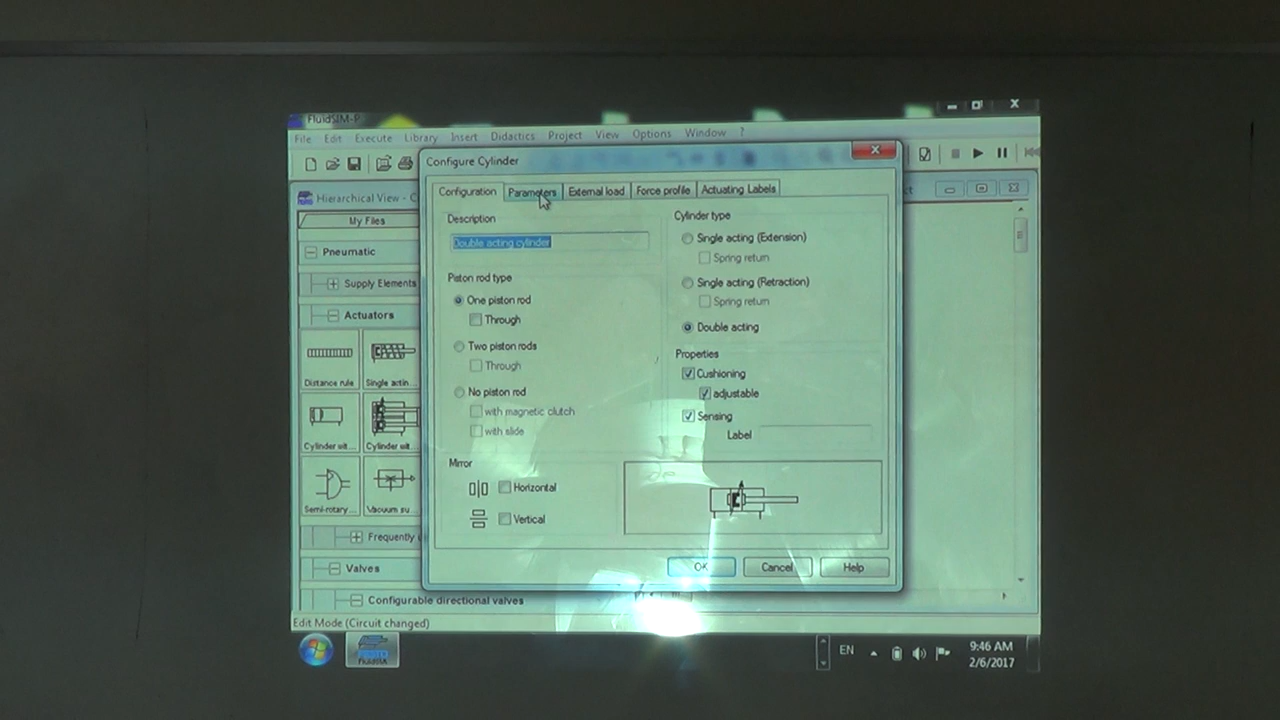 FluidSIM-P
File Edit Execute Library Insert Didactics Project View Options Window ?
Configure Cylinder
Hierarchical View - C
My Files
Pneumatic
Supply Elements
Actuators
Distance rule
Single actin...
Cylinder wit...
Cylinder wit...
Semi-rotary...
Vacuum su...
Frequently
Valves
Configurable directional valves
Configuration Parameters External load Force profile Actuating Labels
Description
Double acting cylinder
Piston rod type
One piston rod
Through
Two piston rods
Through
No piston rod
with magnetic clutch
with slide
Mirror
Horizontal
Vertical
Cylinder type
Single acting (Extension)
Spring return
Single acting (Retraction)
Spring return
Double acting
Properties
Cushioning
adjustable
Sensing
Label
OK Cancel Help
Edit Mode (Circuit changed)
EN
9:46 AM
2/6/2017